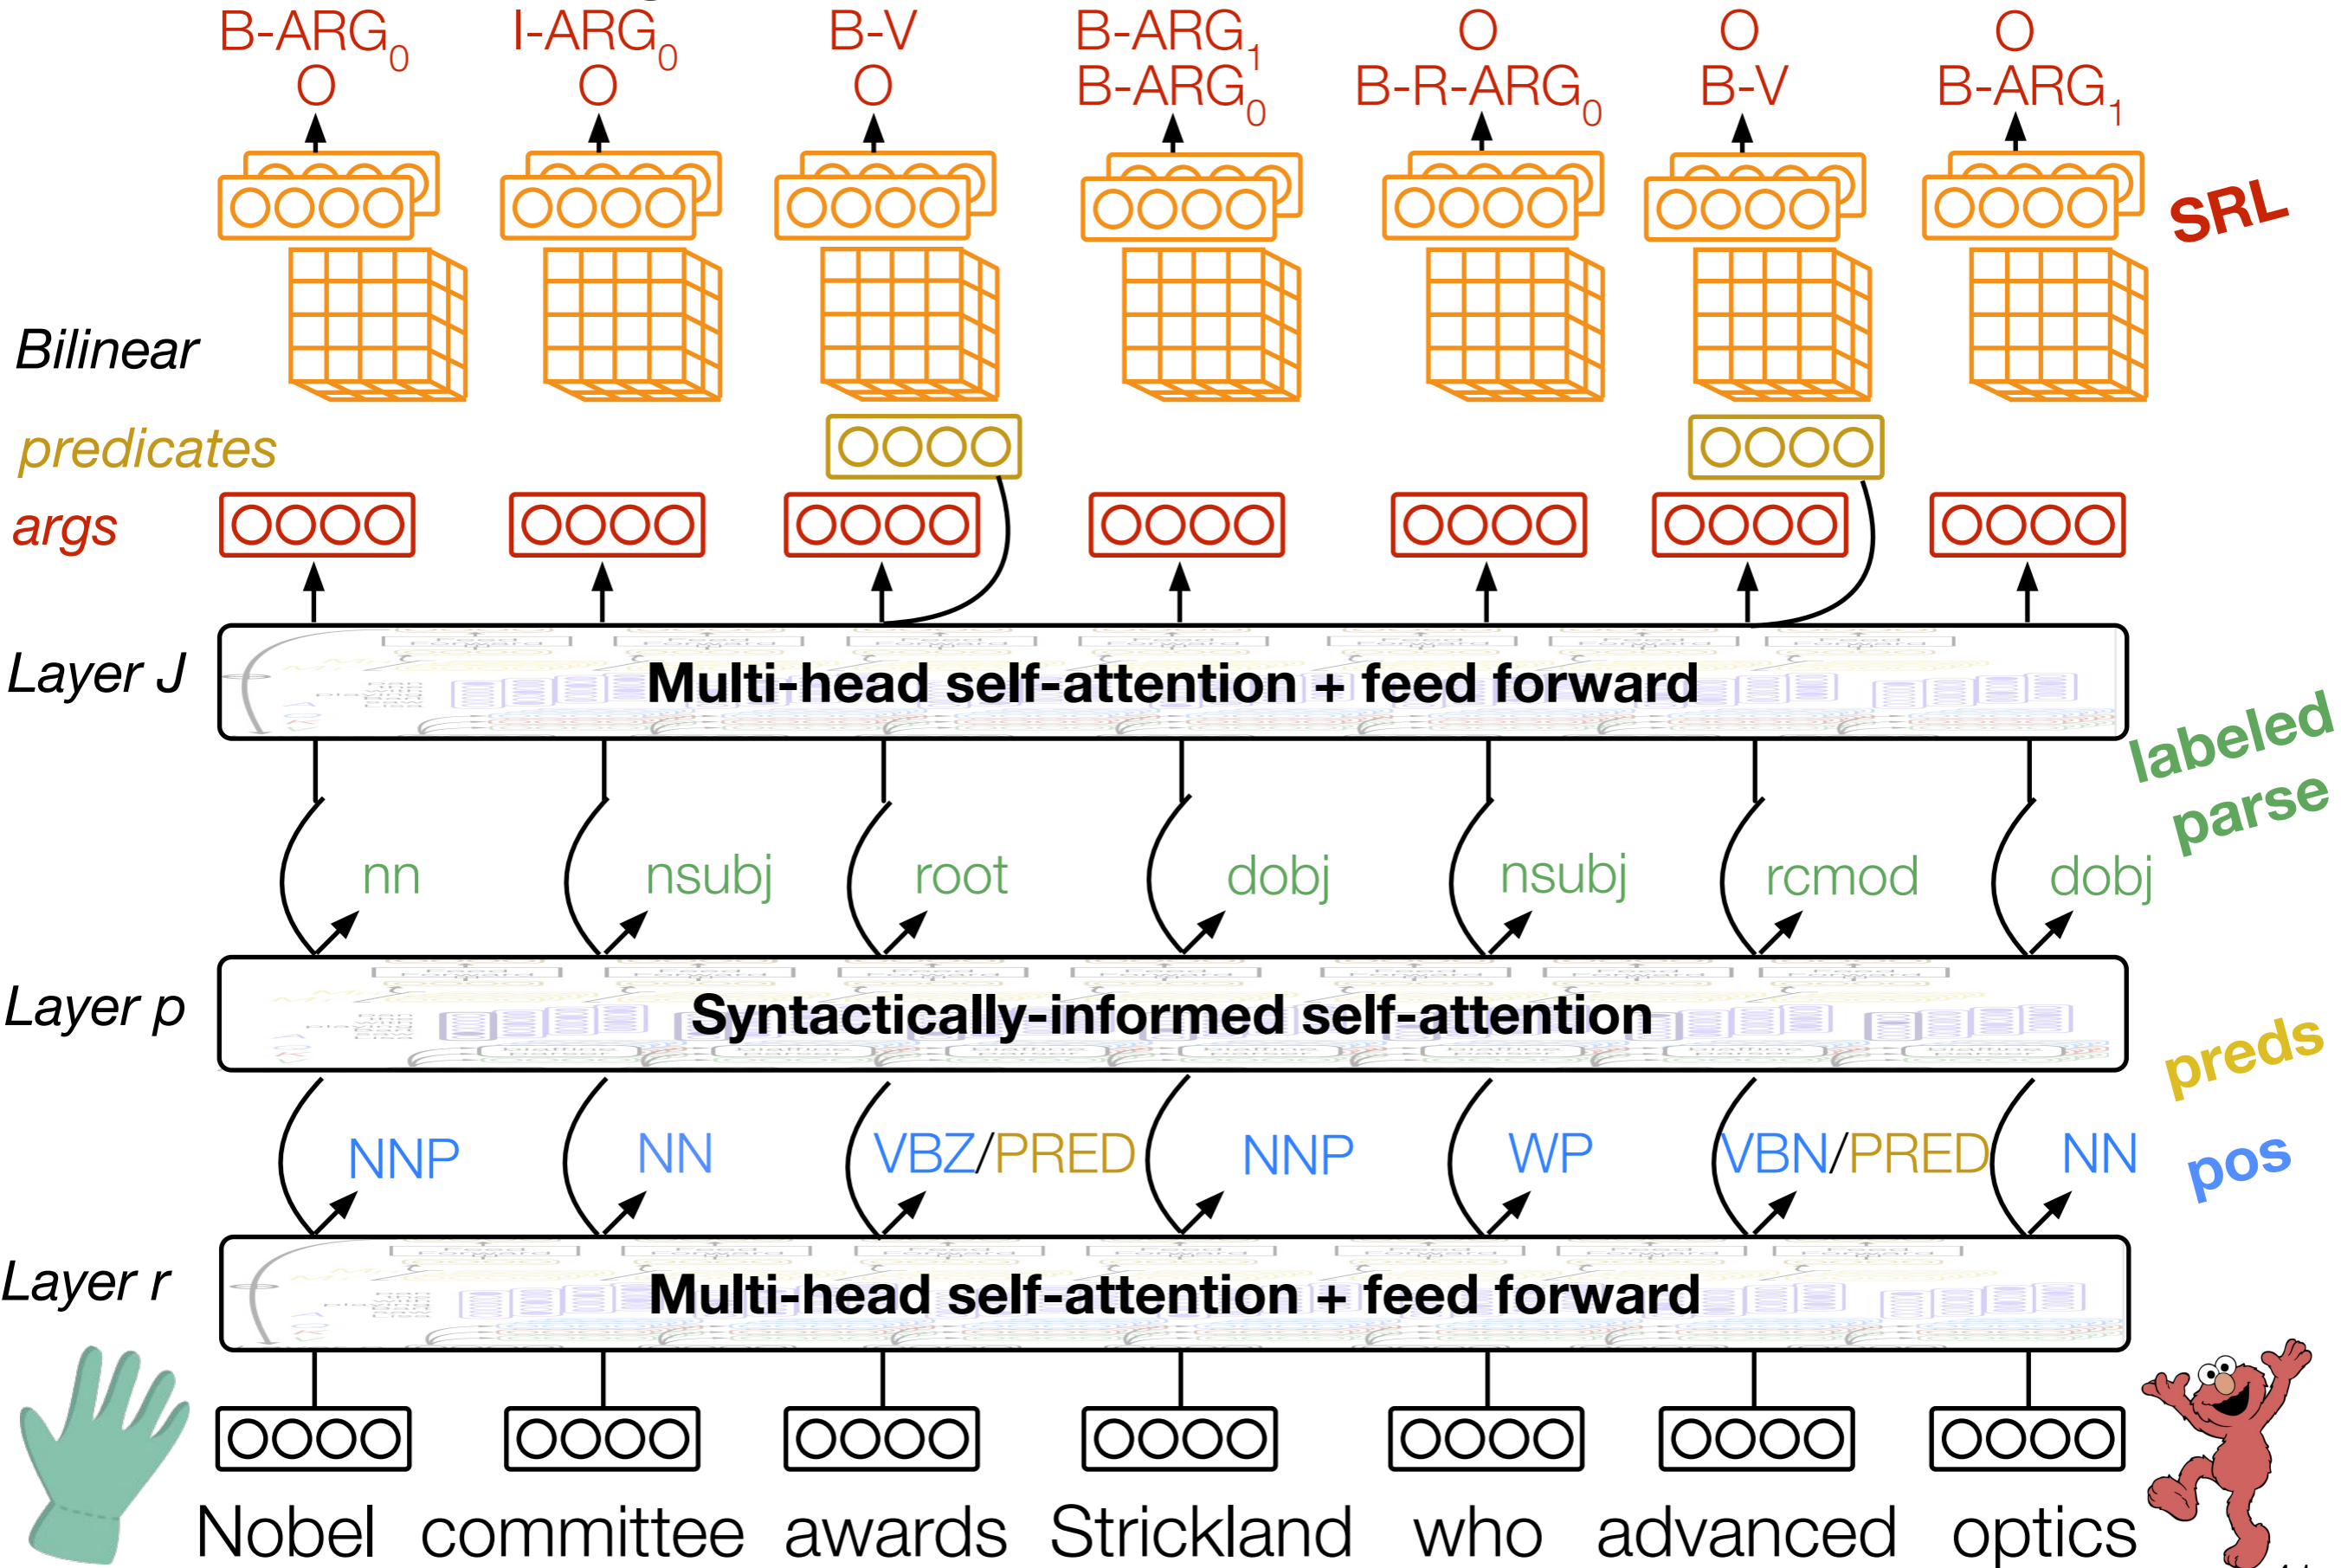 B-ARG0 I-ARG0 B-V B-ARG1 O O O
O O O B-ARG0 B-R-ARG0 B-V B-ARG1
SRL
Bilinear
predicates
args
Layer J Multi-head self-attention + feed forward
labeled
parse
nn nsubj root dobj nsubj rcmod dobj
Layer p Syntactically-informed self-attention
preds
NNP NN VBZ/PRED NNP WP VBN/PRED NN
pos
Layer r Multi-head self-attention + feed forward
Nobel committee awards Strickland who advanced optics